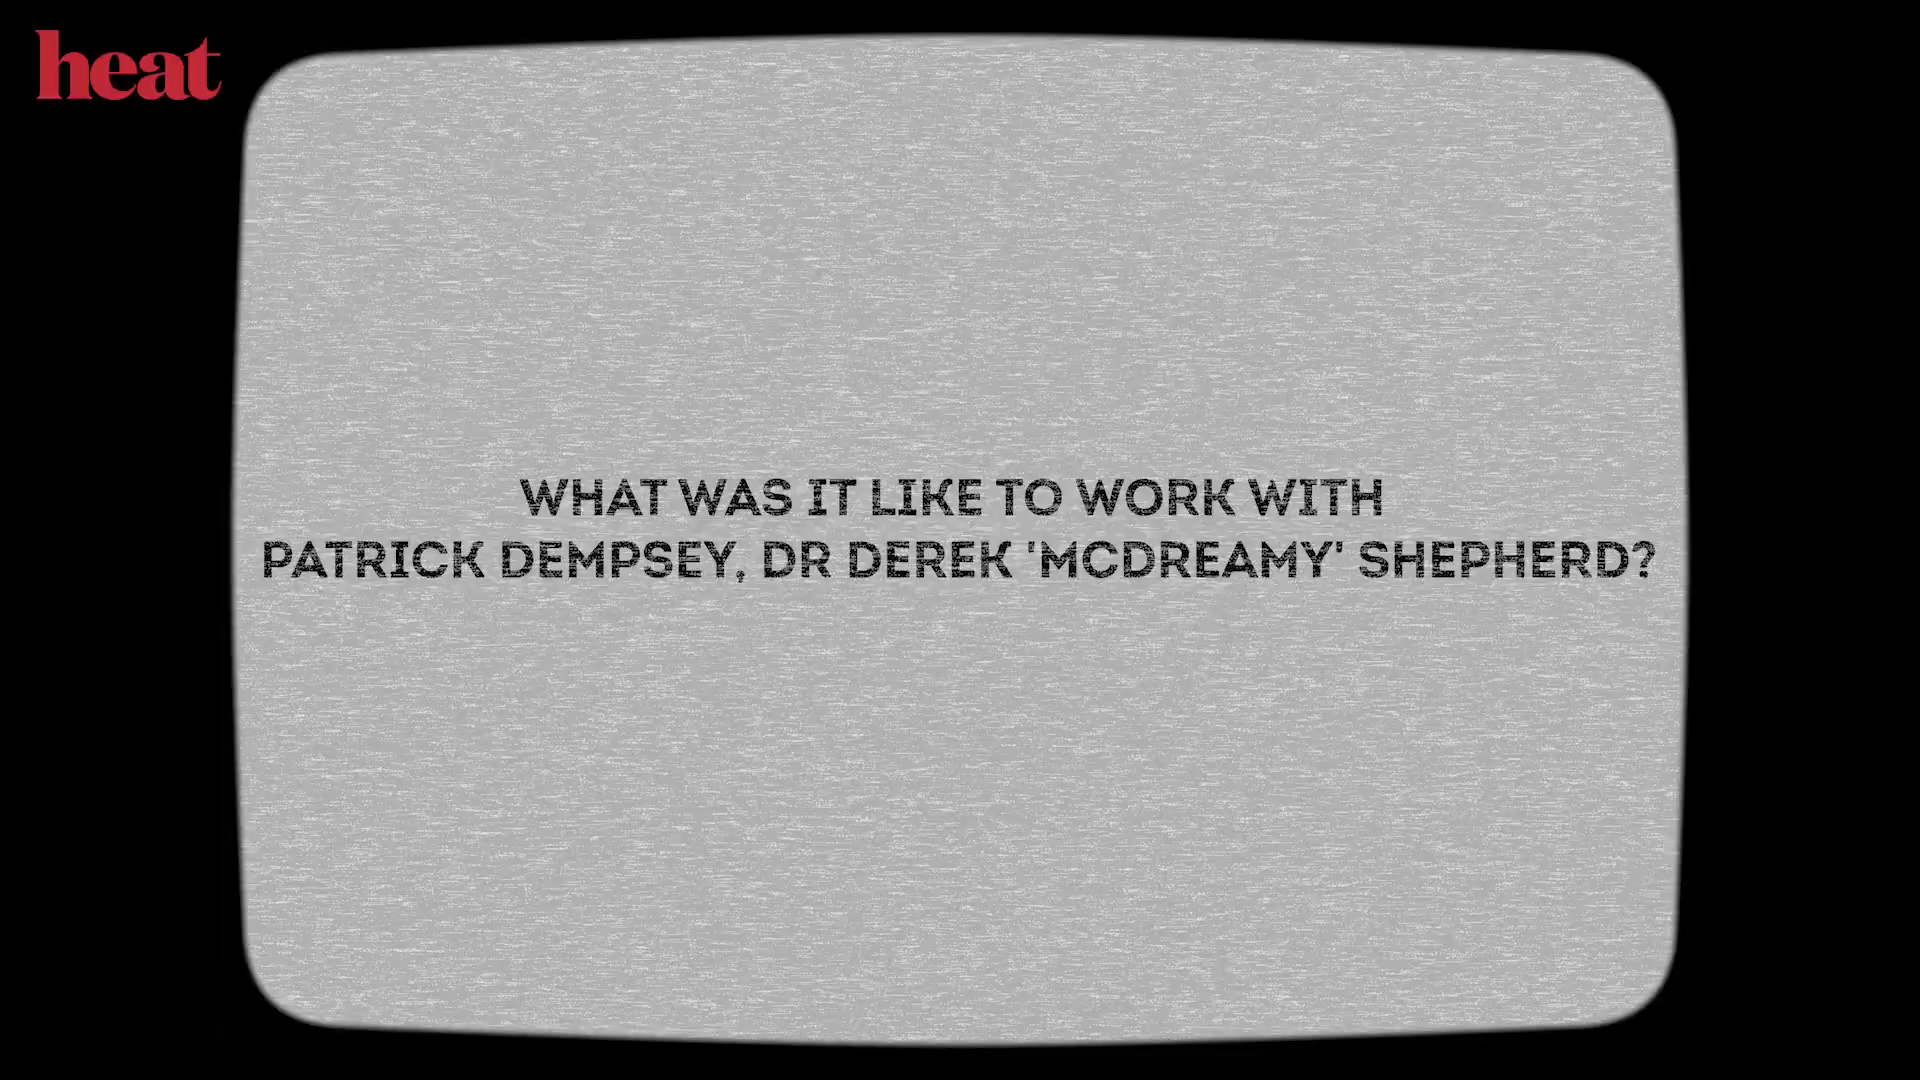 heat
WHAT WAS IT LIKE TO WORK WITH
PATRICK DEMPSEY, DR DEREK 'MCDREAMY' SHEPHERD?